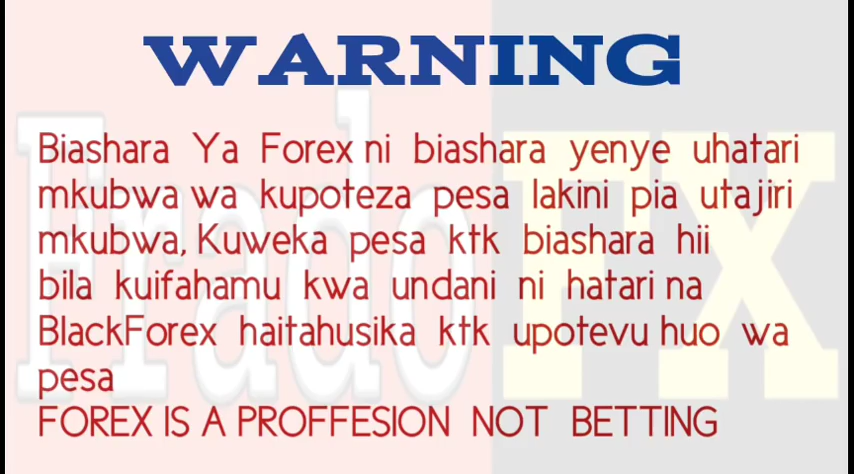 WARNING
Biashara Ya Forex ni biashara yenye uhatari
mkubwa wa kupoteza pesa lakini pia utajiri
mkubwa, Kuweka pesa ktk biashara hii
bila kuifahamu kwa undani ni hatari na
BlackForex haitahusika ktk upotevu huo wa
pesa
FOREX IS A PROFFESION NOT BETTING
FradoFX